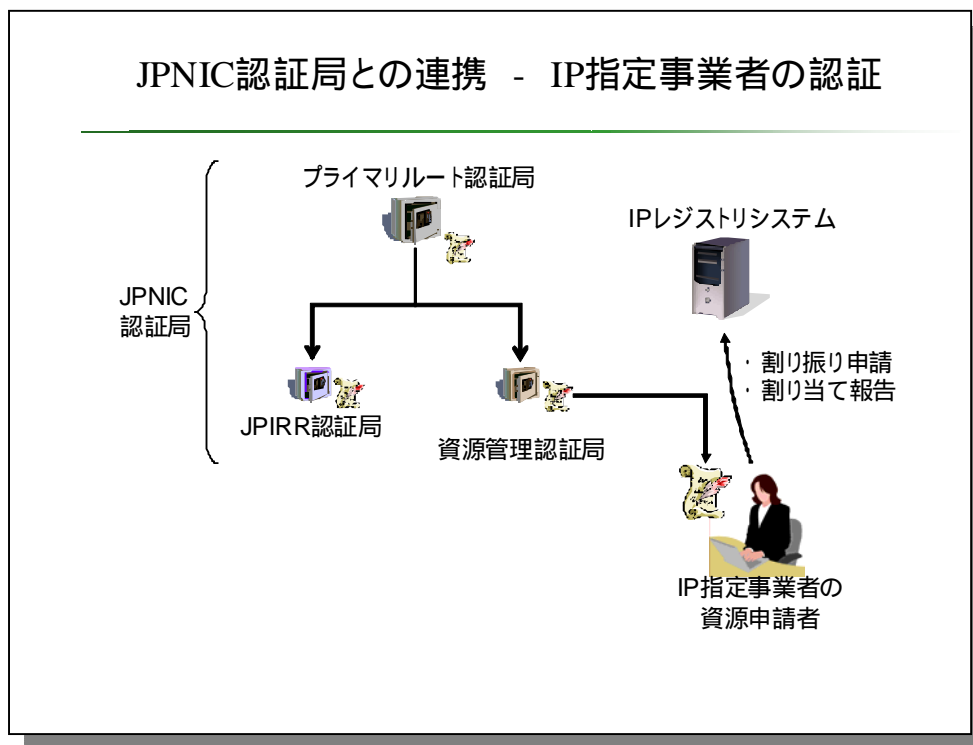 JPNIC認証局との連携 - IP指定事業者の認証
プライマリルート認証局
IPレジストリシステム
JPNIC
認証局
・割り振り申請
・割り当て報告
JPIRR認証局
資源管理認証局
IP指定事業者の
資源申請者